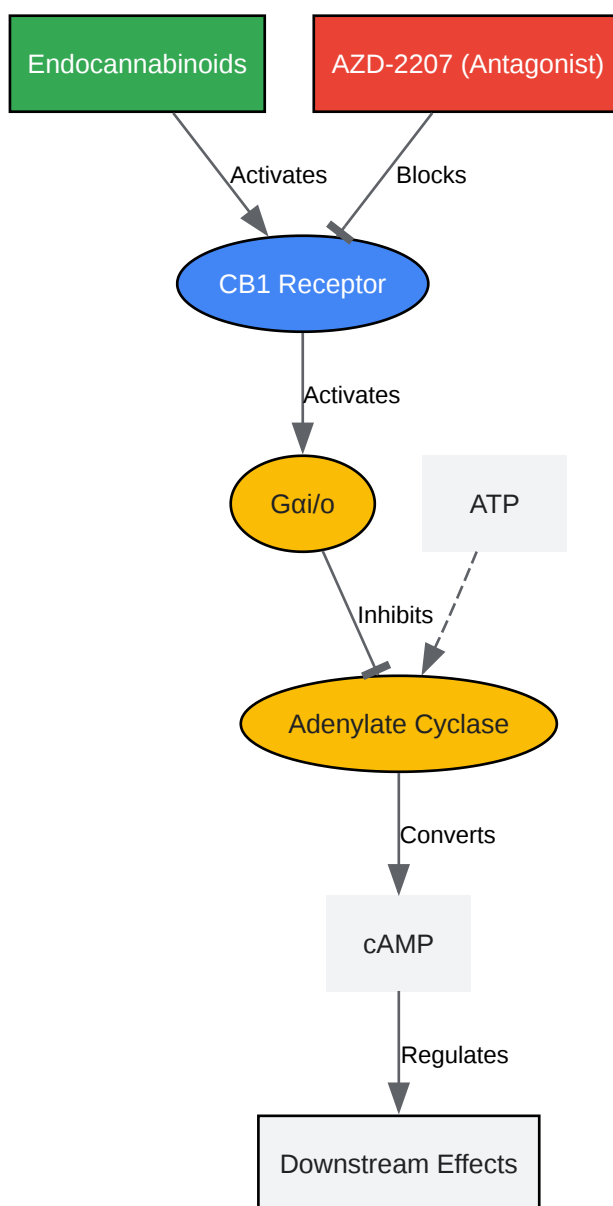 Endocannabinoids
AZD-2207 (Antagonist)
Activates
Blocks
CB1 Receptor
Activates
Gαi/o
ATP
Inhibits
Adenylate Cyclase
Converts
cAMP
Regulates
Downstream Effects